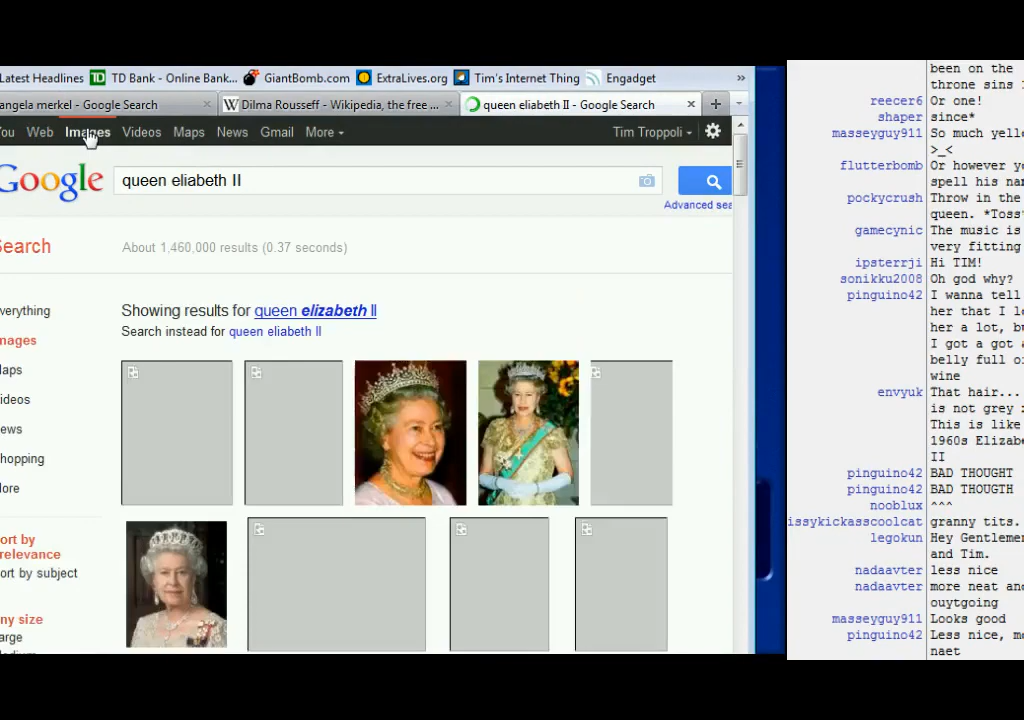 Latest Headlines TD Bank - Online Bank... GiantBomb.com ExtraLives.org Tim's Internet Thing Engadget »
angela merkel - Google Search × Dilma Rousseff - Wikipedia, the free ... × queen eliabeth II - Google Search × +
ou Web Images Videos Maps News Gmail More Tim Troppoli
Google queen eliabeth II
Advanced sea
Search About 1,460,000 results (0.37 seconds)
verything
mages
aps
ideos
ews
hopping
ore
ort by
relevance
ort by subject
ny size
arge
Showing results for queen elizabeth II
Search instead for queen eliabeth II
been on the
throne sins
reecer6 Or one!
shaper since*
masseyguy911 So much yell
>_<
flutterbomb Or however y
spell his na
pockycrush Throw in the
queen. *Toss
gamecynic The music is
very fitting
ipsterrji Hi TIM!
sonikku2008 Oh god why?
pinguino42 I wanna tell
her that I l
her a lot, bu
I got a got a
belly full o
wine
envyuk That hair...
is not grey
This is like
1960s Elizabe
II
pinguino42 BAD THOUGHT
pinguino42 BAD THOUGTH
nooblux ^^^
issykickasscoolcat granny tits.
legokun Hey Gentleme
and Tim.
nadaavter less nice
nadaavter more neat and
ouytgoing
masseyguy911 Looks good
pinguino42 Less nice, mo
naet